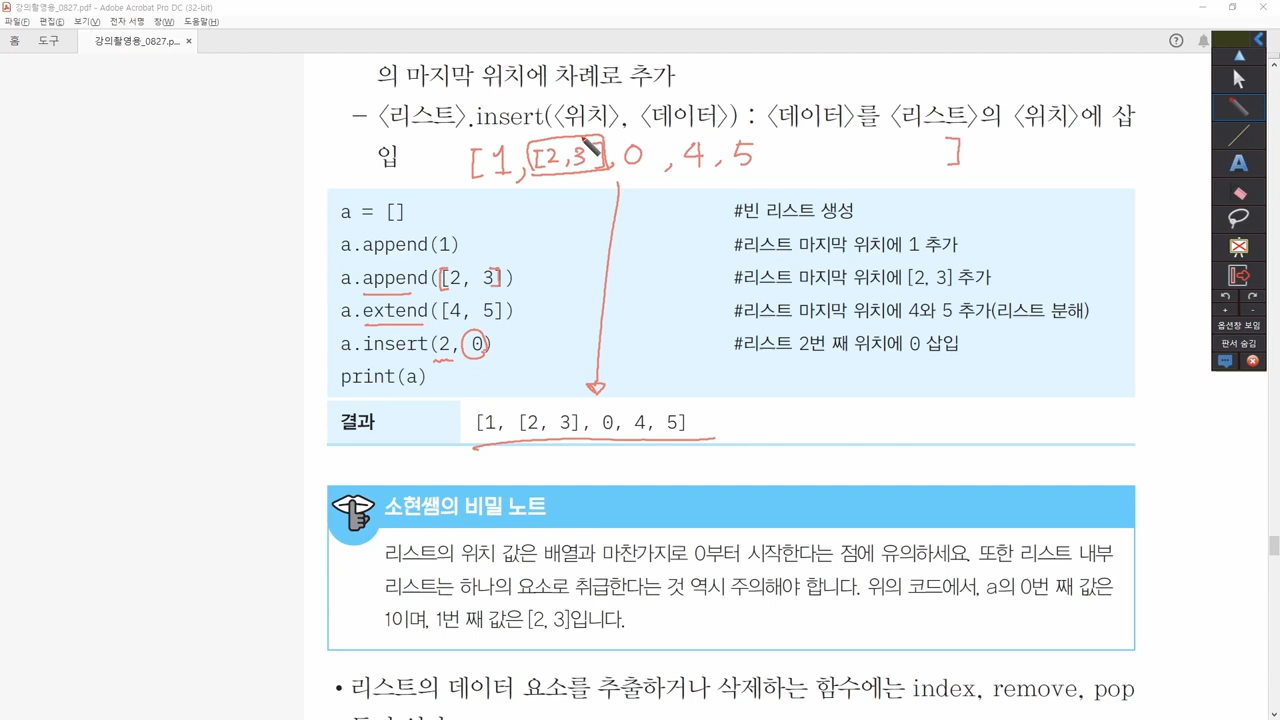 강의촬영용_0827.pdf - Adobe Acrobat Pro DC (32-bit)
파일(F) 편집(E) 보기(V) 전자 서명 창(W) 도움말(H)
홈 도구 강의촬영용_0827.p... ×
의 마지막 위치에 차례로 추가
– 〈리스트〉.insert(〈위치〉, 〈데이터〉) : 〈데이터〉를 〈리스트〉의 〈위치〉에 삽
입
[1, [2,3], 0, 4, 5 ]
a = [] #빈 리스트 생성
a.append(1) #리스트 마지막 위치에 1 추가
a.append([2, 3]) #리스트 마지막 위치에 [2, 3] 추가
a.extend([4, 5]) #리스트 마지막 위치에 4와 5 추가(리스트 분해)
a.insert(2, 0) #리스트 2번 째 위치에 0 삽입
print(a)
결과 [1, [2, 3], 0, 4, 5]
소현쌤의 비밀 노트
리스트의 위치 값은 배열과 마찬가지로 0부터 시작한다는 점에 유의하세요. 또한 리스트 내부
리스트는 하나의 요소로 취급한다는 것 역시 주의해야 합니다. 위의 코드에서, a의 0번 째 값은
1이며, 1번 째 값은 [2, 3]입니다.
• 리스트의 데이터 요소를 추출하거나 삭제하는 함수에는 index, remove, pop
옵션창 보임
판서 숨김